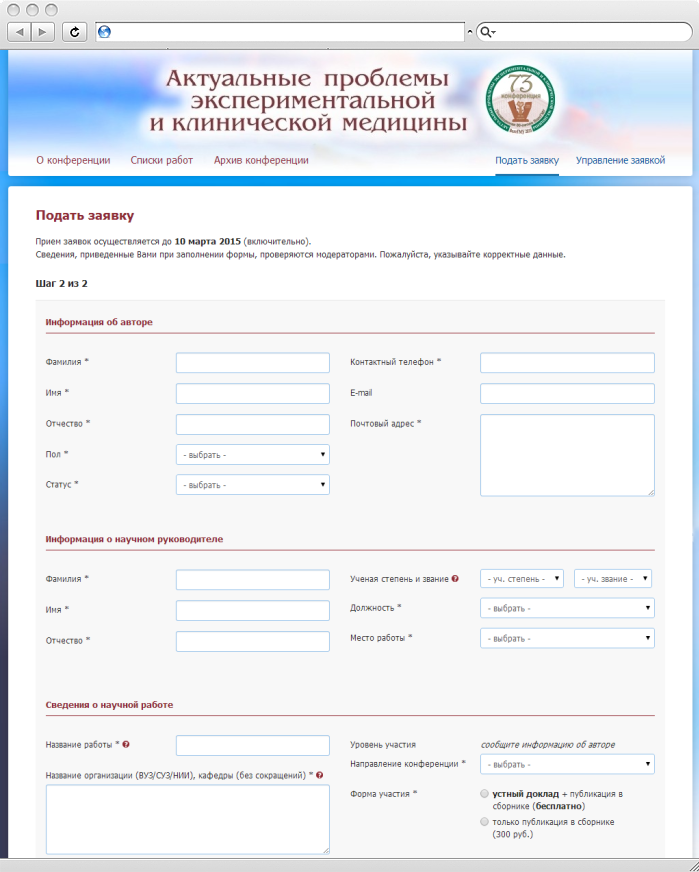 Актуальные проблемы
экспериментальной
и клинической медицины
73
конференция
О конференции Списки работ Архив конференции Подать заявку Управление заявкой
Подать заявку
Прием заявок осуществляется до 10 марта 2015 (включительно).
Сведения, приведенные Вами при заполнении формы, проверяются модераторами. Пожалуйста, указывайте корректные данные.
Шаг 2 из 2
Информация об авторе
Фамилия * Контактный телефон *
Имя * E-mail
Отчество * Почтовый адрес *
Пол * - выбрать -
Статус * - выбрать -
Информация о научном руководителе
Фамилия * Ученая степень и звание ? - уч. степень - - уч. звание -
Имя * Должность * - выбрать -
Отчество * Место работы * - выбрать -
Сведения о научной работе
Название работы * ? Уровень участия сообщите информацию об авторе
Направление конференции * - выбрать -
Название организации (ВУЗ/СУЗ/НИИ), кафедры (без сокращений) * ?
Форма участия * устный доклад + публикация в
сборнике (бесплатно)
только публикация в сборнике
(300 руб.)